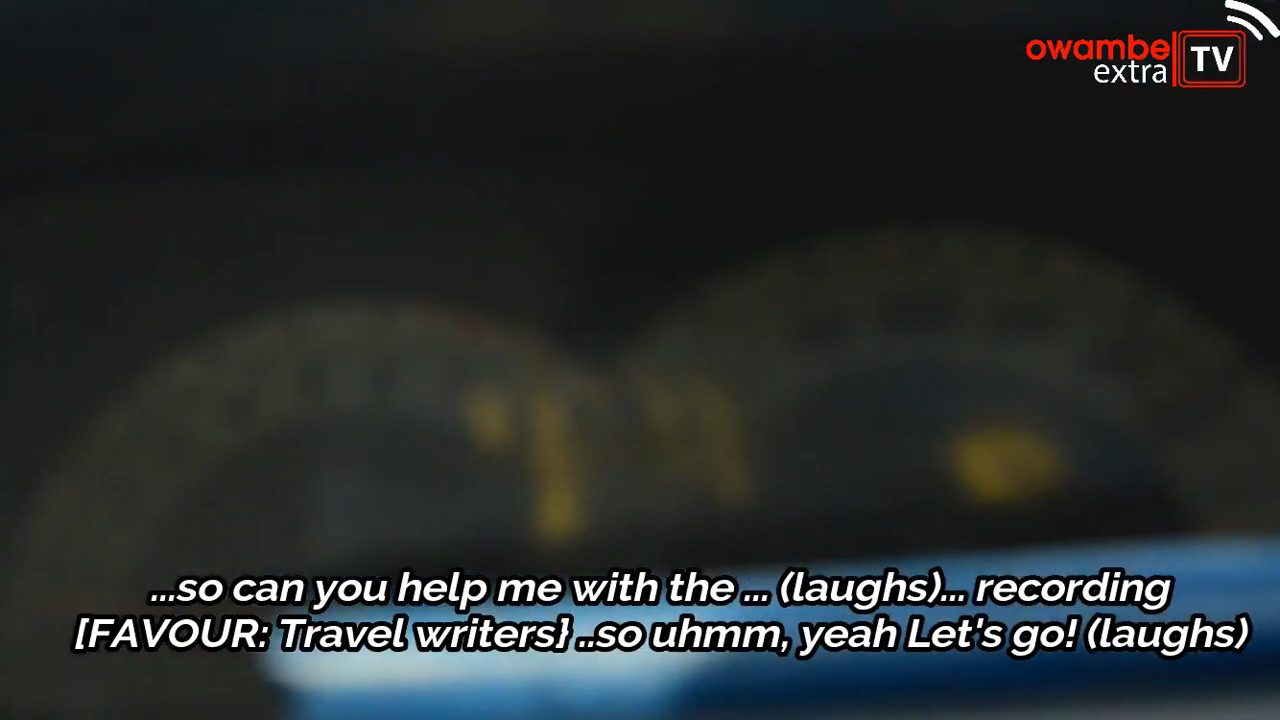 owambe
extra TV
...so can you help me with the ... (laughs)... recording
[FAVOUR: Travel writers} ..so uhmm, yeah Let's go! (laughs)